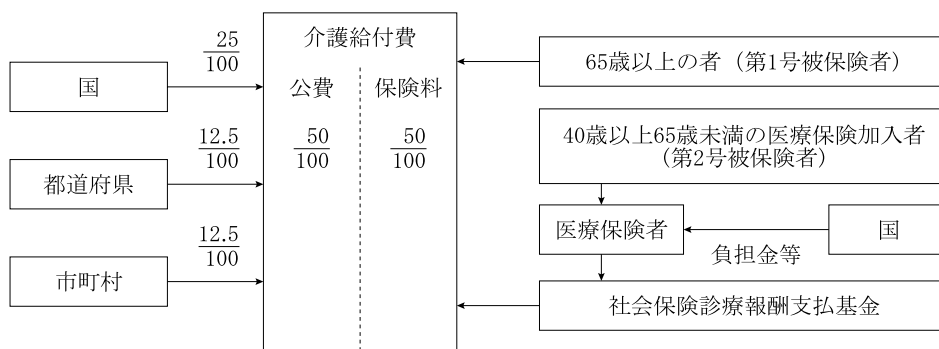 介護給付費
公費
保険料
50/100
50/100
国
25/100
都道府県
12.5/100
市町村
12.5/100
65歳以上の者（第1号被保険者）
40歳以上65歳未満の医療保険加入者
（第2号被保険者）
医療保険者
国
負担金等
社会保険診療報酬支払基金